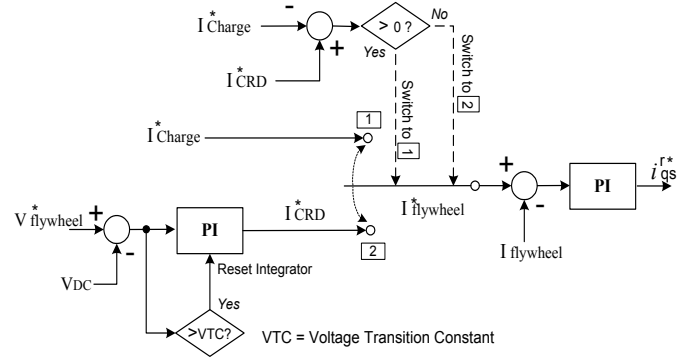 I*Charge
-
+
> 0 ?
No
Yes
I*CRD
Switch to 1
Switch to 2
1
I*Charge
I*CRD
2
I*flywheel
+
-
PI
i r* qs
I flywheel
V*flywheel
+
-
PI
VDC
Reset Integrator
Yes
>VTC?
VTC = Voltage Transition Constant